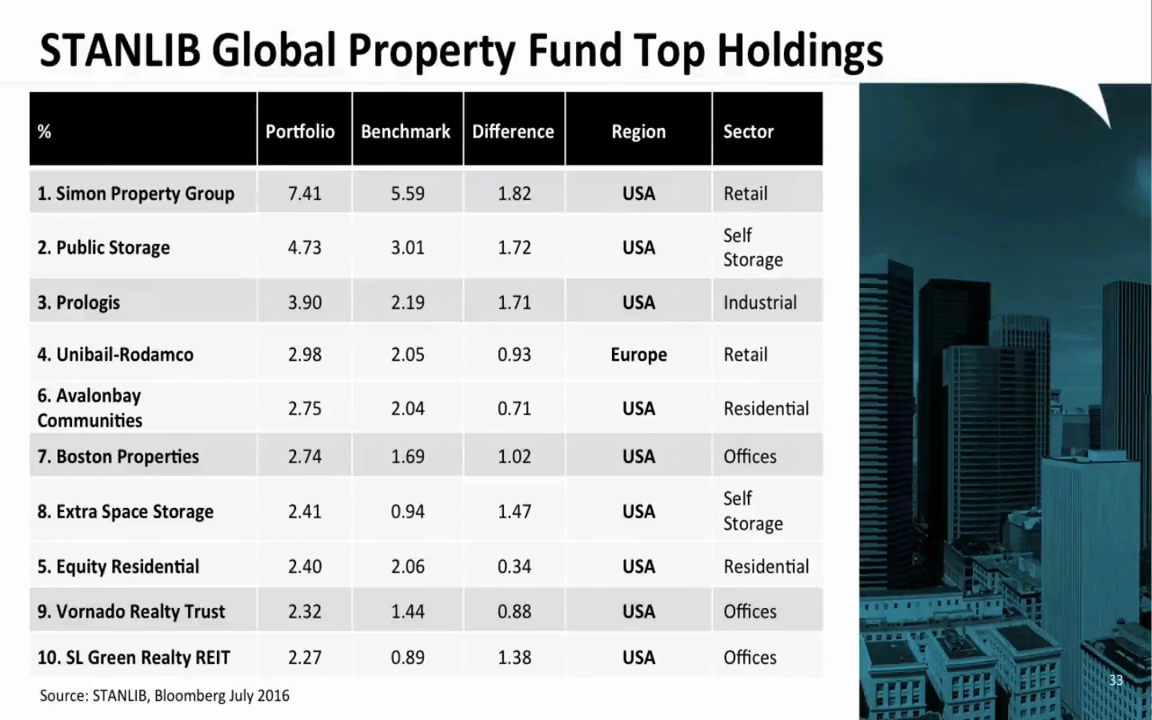 STANLIB Global Property Fund Top Holdings
% Portfolio Benchmark Difference Region Sector
1. Simon Property Group 7.41 5.59 1.82 USA Retail
2. Public Storage 4.73 3.01 1.72 USA Self Storage
3. Prologis 3.90 2.19 1.71 USA Industrial
4. Unibail-Rodamco 2.98 2.05 0.93 Europe Retail
6. Avalonbay Communities 2.75 2.04 0.71 USA Residential
7. Boston Properties 2.74 1.69 1.02 USA Offices
8. Extra Space Storage 2.41 0.94 1.47 USA Self Storage
5. Equity Residential 2.40 2.06 0.34 USA Residential
9. Vornado Realty Trust 2.32 1.44 0.88 USA Offices
10. SL Green Realty REIT 2.27 0.89 1.38 USA Offices
Source: STANLIB, Bloomberg July 2016
33